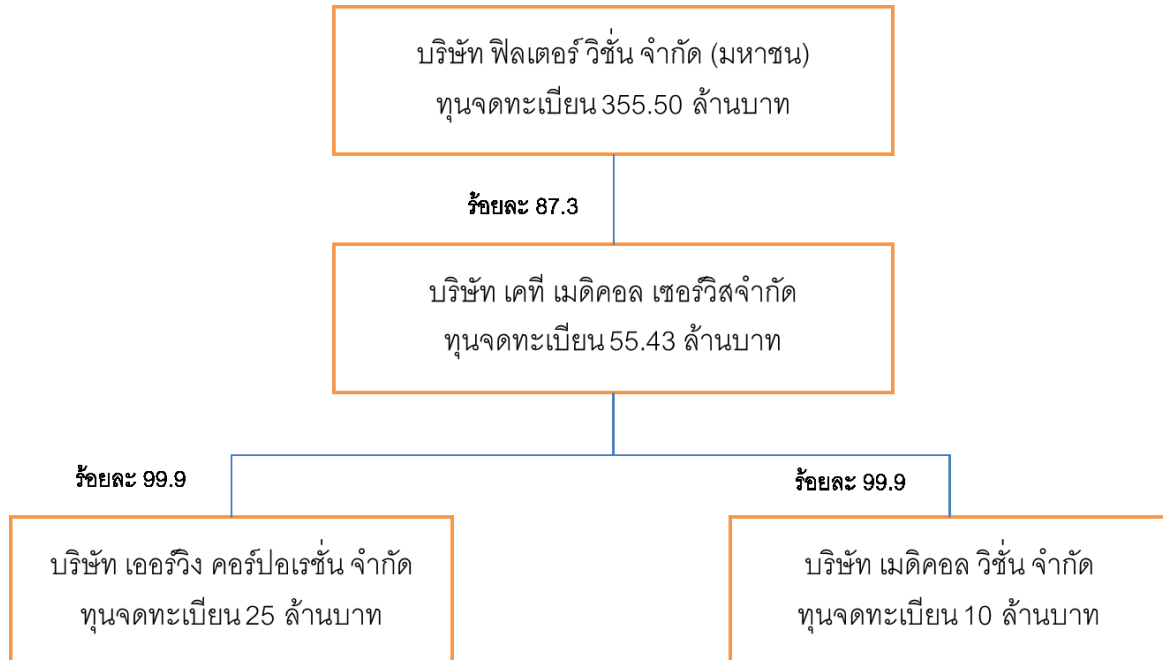 บริษัท ฟิลเตอร์ วิชั่น จำกัด (มหาชน)
ทุนจดทะเบียน 355.50 ล้านบาท
ร้อยละ 87.3
บริษัท เคที เมดิคอล เซอร์วิสจำกัด
ทุนจดทะเบียน 55.43 ล้านบาท
ร้อยละ 99.9
ร้อยละ 99.9
บริษัท เออร์วิง คอร์ปอเรชั่น จำกัด
ทุนจดทะเบียน 25 ล้านบาท
บริษัท เมดิคอล วิชั่น จำกัด
ทุนจดทะเบียน 10 ล้านบาท